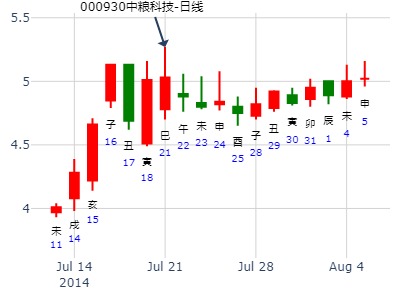 000930中粮科技-日线
5.5
5
4.5
4
未
11
戌
14
亥
15
子
16
丑
17
寅
18
巳
21
午
22
未
23
申
24
酉
25
子
28
丑
29
寅
30
卯
31
辰
1
未
4
申
5
Jul 14
2014
Jul 21
Jul 28
Aug 4